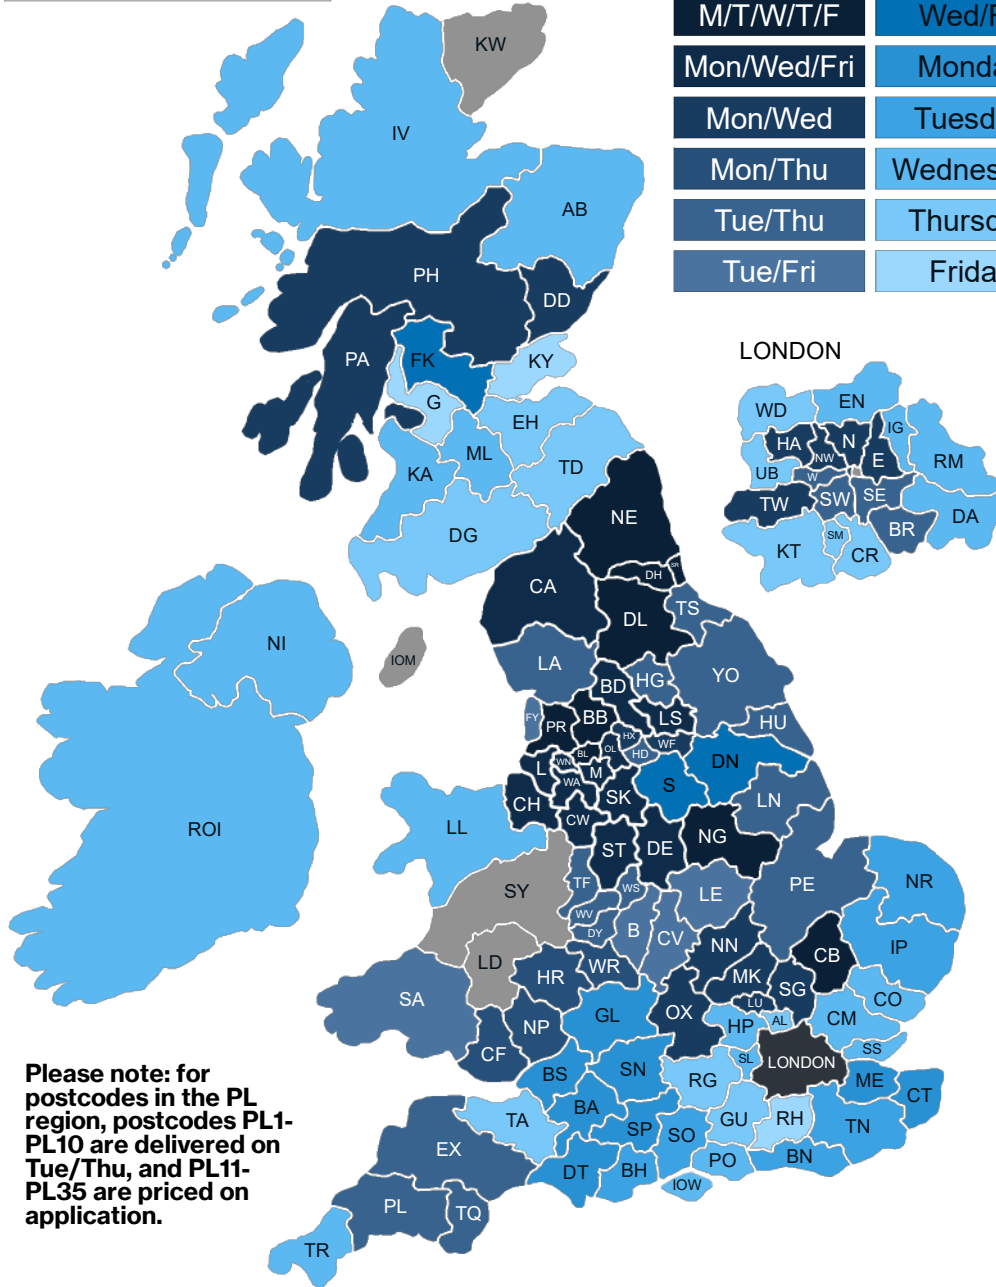 M/T/W/T/F
Wed/F
Mon/Wed/Fri
Monda
Mon/Wed
Tuesd
Mon/Thu
Wednes
Tue/Thu
Thursd
Tue/Fri
Frida
KW
IV
AB
PH
DD
PA
FK
KY
G
EH
ML
KA
TD
DG
LONDON
WD
EN
HA
NW
N
E
IG
RM
UB
W
TW
SW
SE
BR
DA
KT
SM
CR
NE
DH
SR
CA
DL
TS
NI
IOM
LA
HG
YO
BD
FY
PR
BB
LS
HU
HX
BL
OL
WF
L
WN
HD
M
WA
S
DN
CH
SK
LN
CW
ROI
LL
ST
DE
NG
SY
TF
WS
LE
PE
NR
WV
DY
B
CV
NN
CB
IP
LD
HR
WR
MK
SG
SA
LU
CO
NP
GL
OX
HP
AL
CM
CF
SL
LONDON
SS
BS
SN
RG
ME
CT
BA
TA
SP
SO
GU
RH
TN
EX
DT
BH
PO
BN
IOW
PL
TQ
TR
Please note: for
postcodes in the PL
region, postcodes PL1-
PL10 are delivered on
Tue/Thu, and PL11-
PL35 are priced on
application.